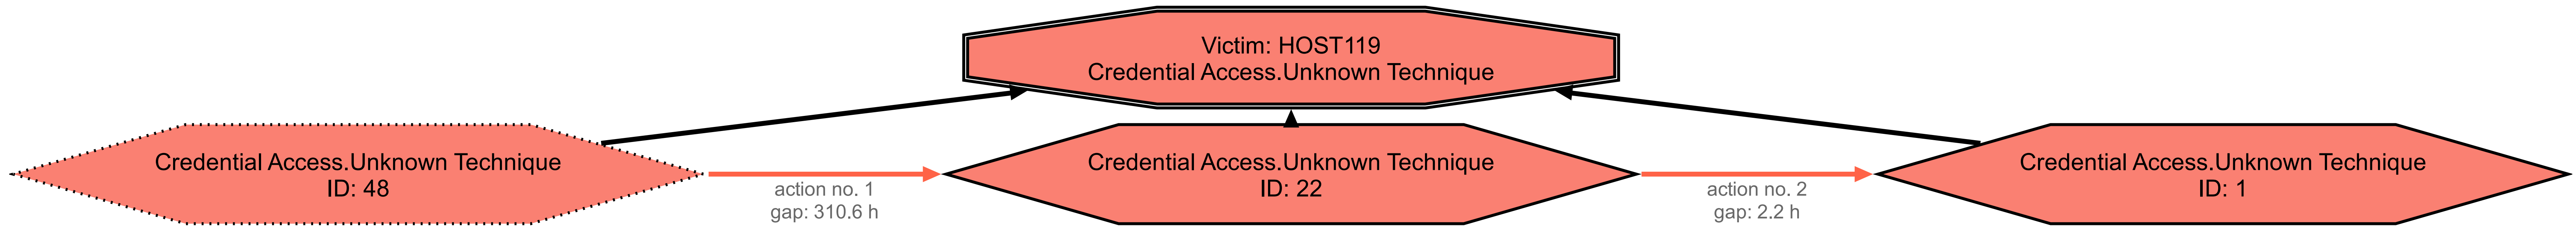 Victim: HOST119
Credential Access.Unknown Technique
Credential Access.Unknown Technique
ID: 48
action no. 1
gap: 310.6 h
Credential Access.Unknown Technique
ID: 22
action no. 2
gap: 2.2 h
Credential Access.Unknown Technique
ID: 1